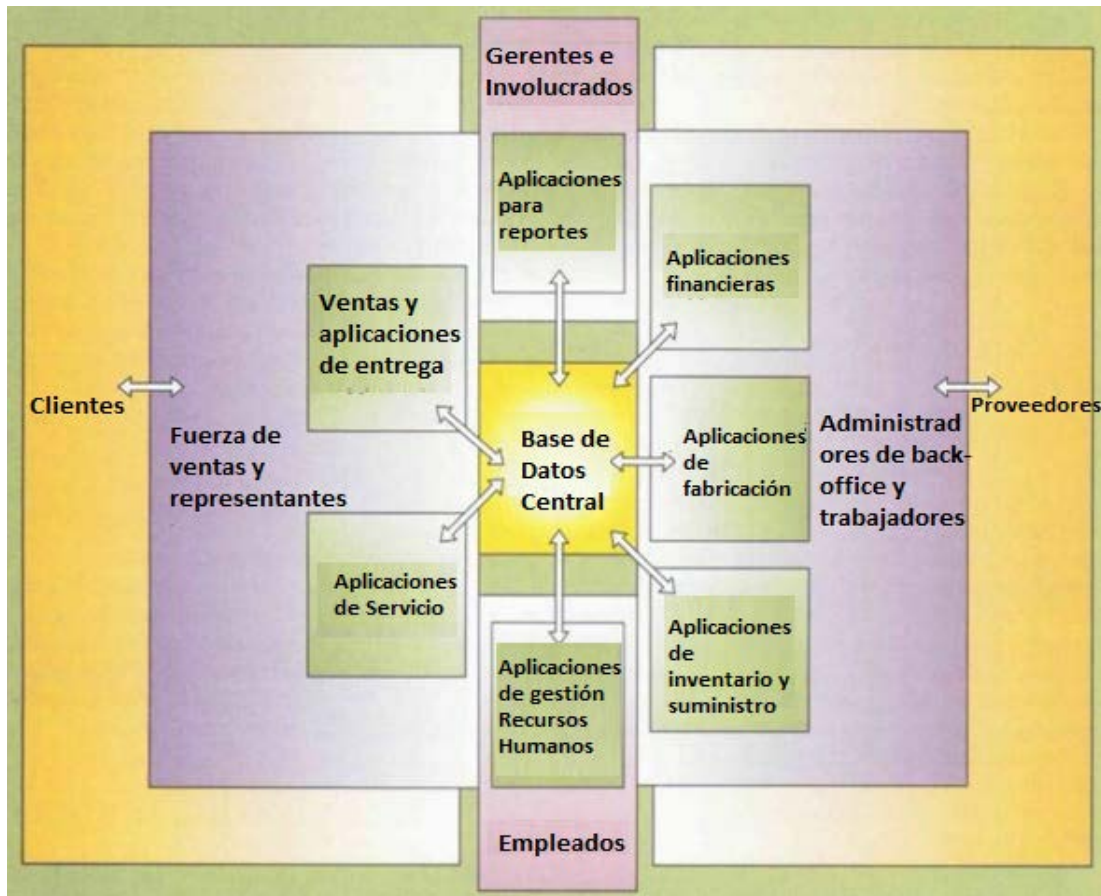 Gerentes e
Involucrados
Aplicaciones
para
reportes
Aplicaciones
financieras
Ventas y
aplicaciones
de entrega
Clientes
Fuerza de
ventas y
representantes
Base de
Datos
Central
Aplicaciones
de
fabricación
Administrad
ores de back-
office y
trabajadores
Proveedores
Aplicaciones
de Servicio
Aplicaciones
de gestión
Recursos
Humanos
Aplicaciones
de
inventario y
suministro
Empleados